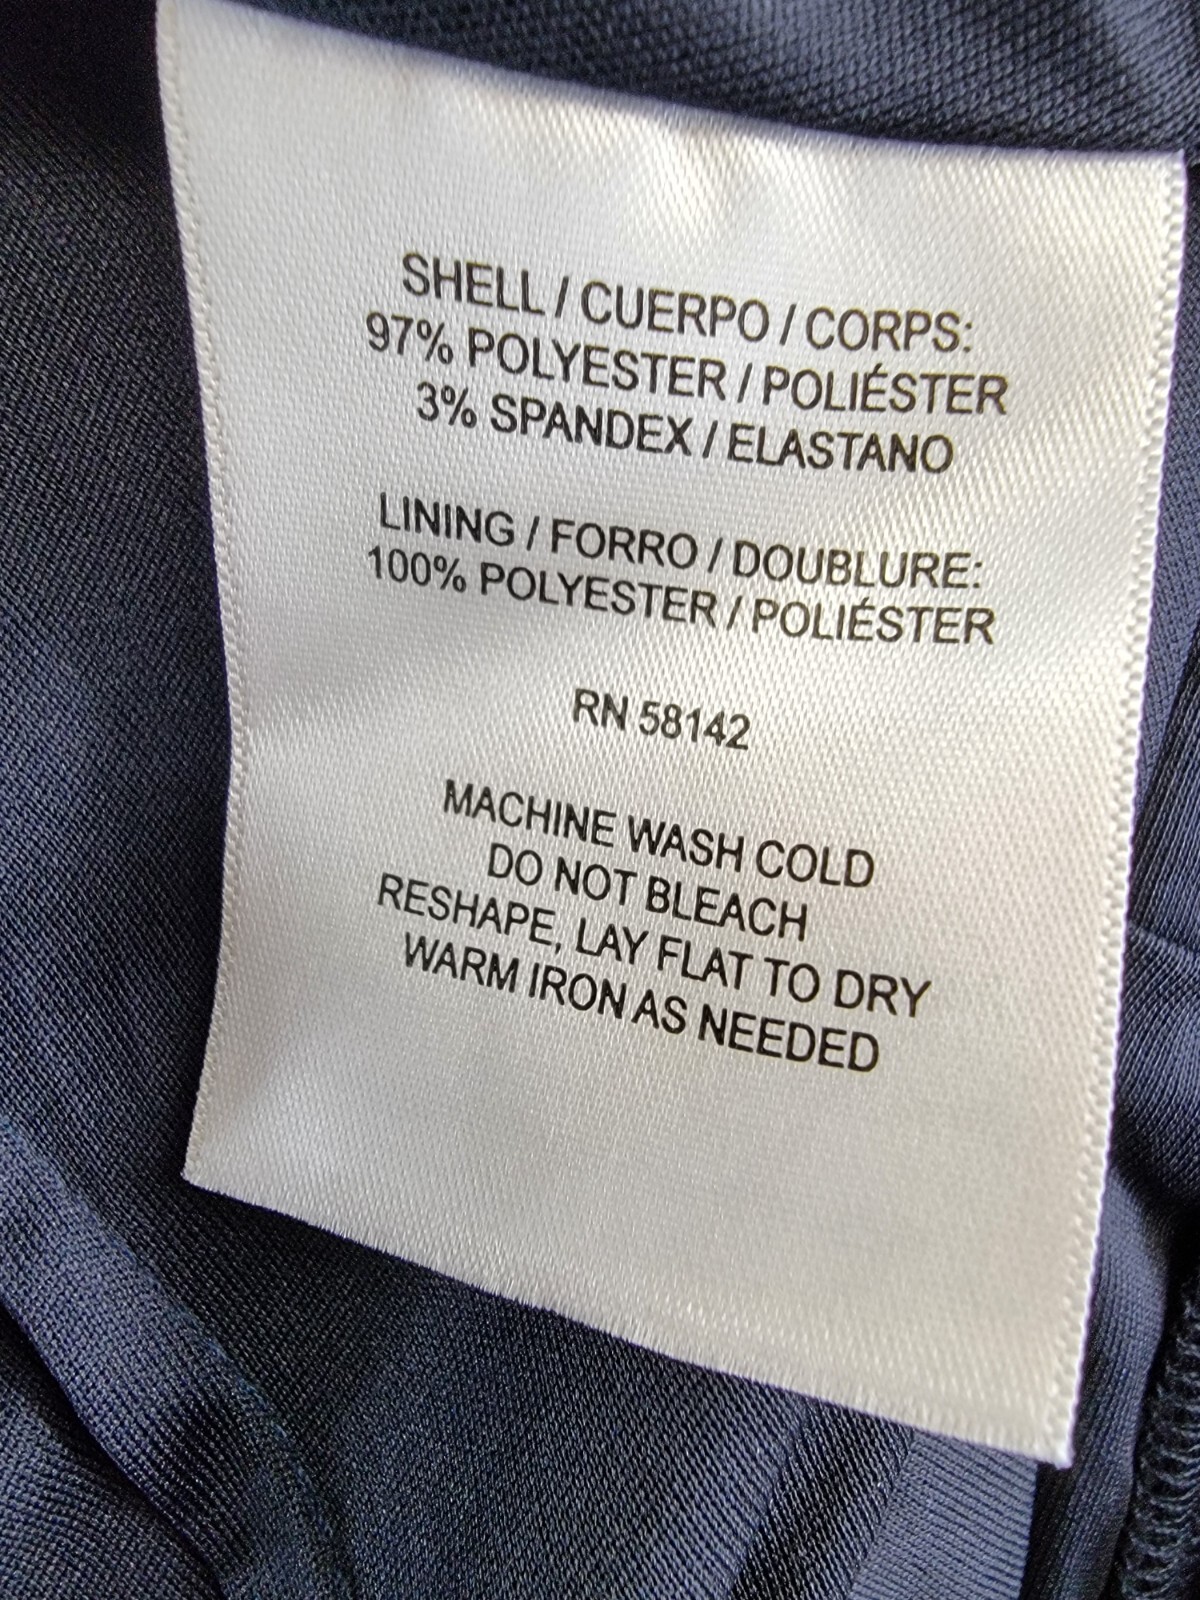 SHELL / CUERPO / CORPS:
97% POLYESTER / POLIÉSTER
3% SPANDEX / ELASTANO
LINING / FORRO / DOUBLURE:
100% POLYESTER / POLIÉSTER
RN 58142
MACHINE WASH COLD
DO NOT BLEACH
RESHAPE, LAY FLAT TO DRY
WARM IRON AS NEEDED